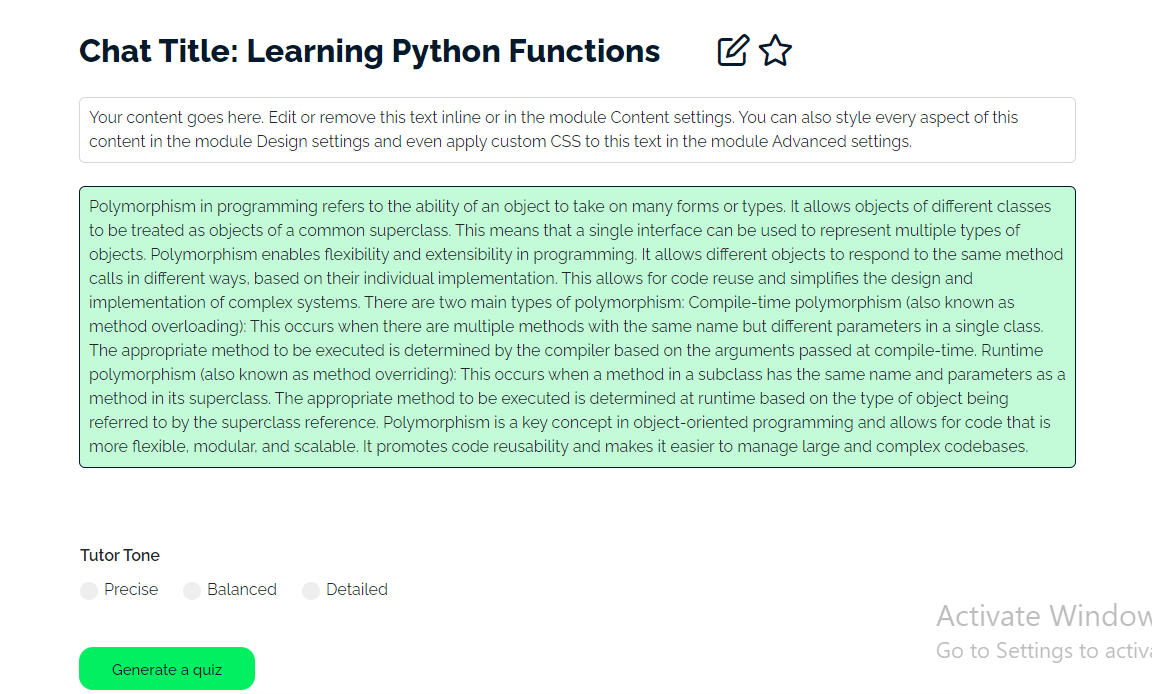 Chat Title: Learning Python Functions
Your content goes here. Edit or remove this text inline or in the module Content settings. You can also style every aspect of this
content in the module Design settings and even apply custom CSS to this text in the module Advanced settings.
Polymorphism in programming refers to the ability of an object to take on many forms or types. It allows objects of different classes
to be treated as objects of a common superclass. This means that a single interface can be used to represent multiple types of
objects. Polymorphism enables flexibility and extensibility in programming. It allows different objects to respond to the same method
calls in different ways, based on their individual implementation. This allows for code reuse and simplifies the design and
implementation of complex systems. There are two main types of polymorphism: Compile-time polymorphism (also known as
method overloading): This occurs when there are multiple methods with the same name but different parameters in a single class.
The appropriate method to be executed is determined by the compiler based on the arguments passed at compile-time. Runtime
polymorphism (also known as method overriding): This occurs when a method in a subclass has the same name and parameters as a
method in its superclass. The appropriate method to be executed is determined at runtime based on the type of object being
referred to by the superclass reference. Polymorphism is a key concept in object-oriented programming and allows for code that is
more flexible, modular, and scalable. It promotes code reusability and makes it easier to manage large and complex codebases.
Tutor Tone
Precise Balanced Detailed
Activate Window
Go to Settings to activa
Generate a quiz